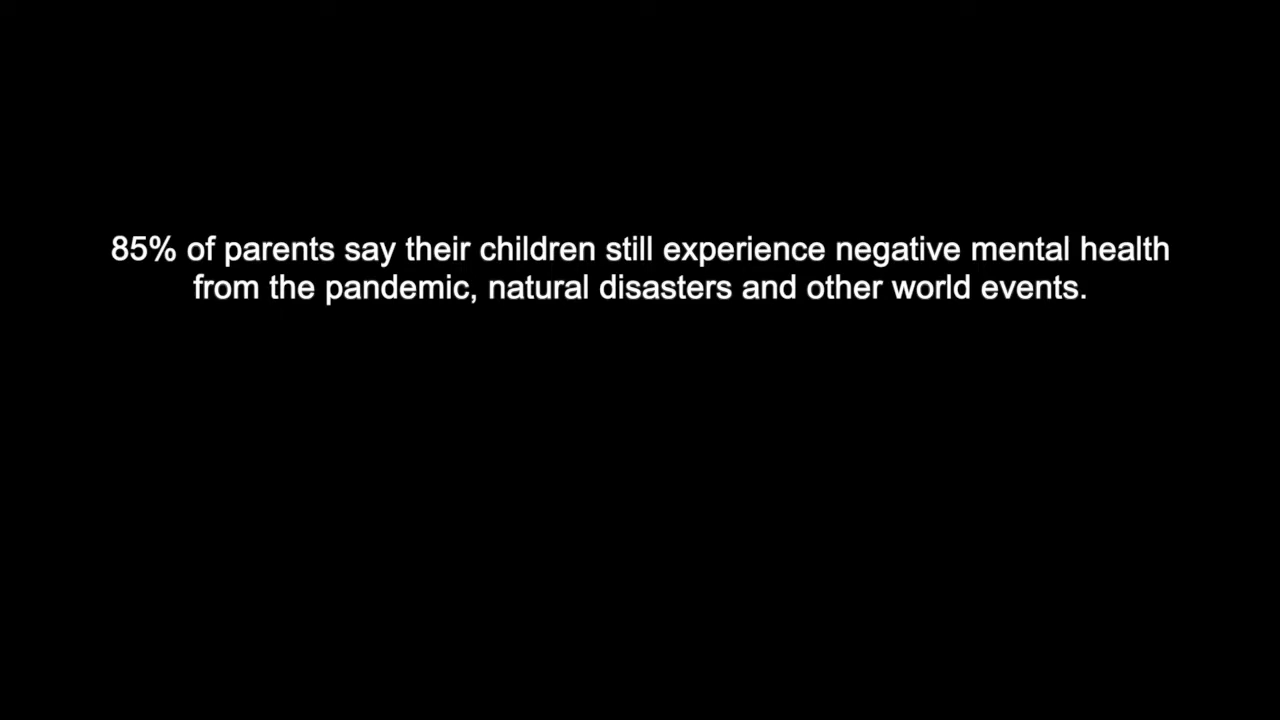 85% of parents say their children still experience negative mental health
from the pandemic, natural disasters and other world events.